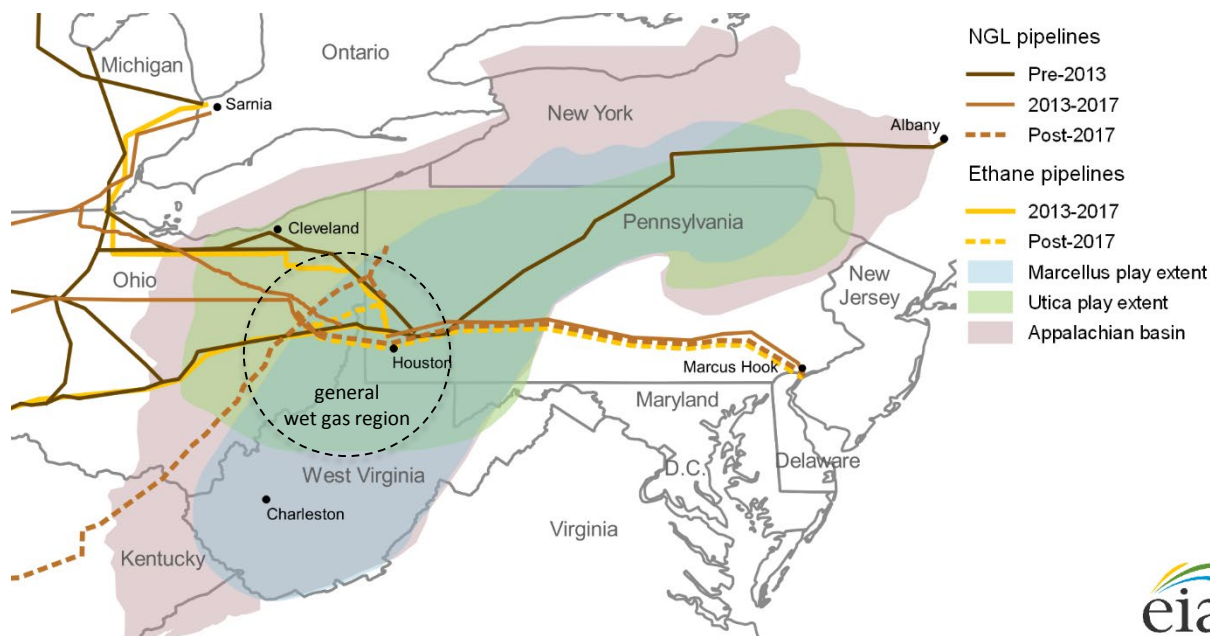 Michigan
Ontario
Sarnia
New York
Albany
Cleveland
Pennsylvania
Ohio
New
Jersey
Houston
Marcus Hook
general
wet gas region
Maryland
West Virginia
D.C.
Delaware
Charleston
Virginia
Kentucky
NGL pipelines
Pre-2013
2013-2017
Post-2017
Ethane pipelines
2013-2017
Post-2017
Marcellus play extent
Utica play extent
Appalachian basin
eia